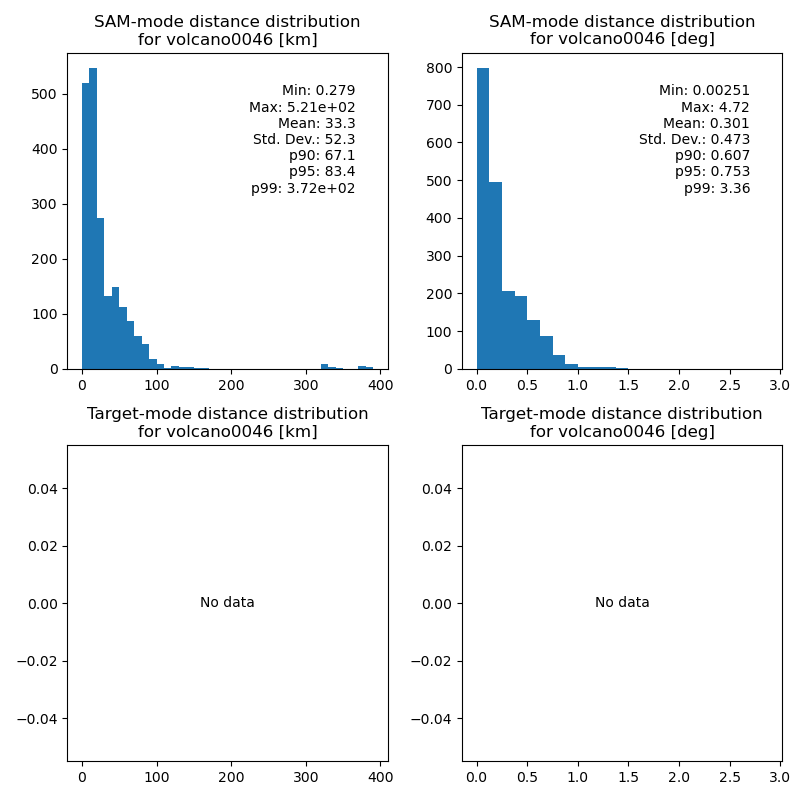 SAM-mode distance distribution
for volcano0046 [km]
Min: 0.279
Max: 5.21e+02
Mean: 33.3
Std. Dev.: 52.3
p90: 67.1
p95: 83.4
p99: 3.72e+02
500
400
300
200
100
0
0 100 200 300 400
SAM-mode distance distribution
for volcano0046 [deg]
Min: 0.00251
Max: 4.72
Mean: 0.301
Std. Dev.: 0.473
p90: 0.607
p95: 0.753
p99: 3.36
800
700
600
500
400
300
200
100
0
0.0 0.5 1.0 1.5 2.0 2.5 3.0
Target-mode distance distribution
for volcano0046 [km]
0.04
0.02
0.00
−0.02
−0.04
No data
0 100 200 300 400
Target-mode distance distribution
for volcano0046 [deg]
0.04
0.02
0.00
−0.02
−0.04
No data
0.0 0.5 1.0 1.5 2.0 2.5 3.0